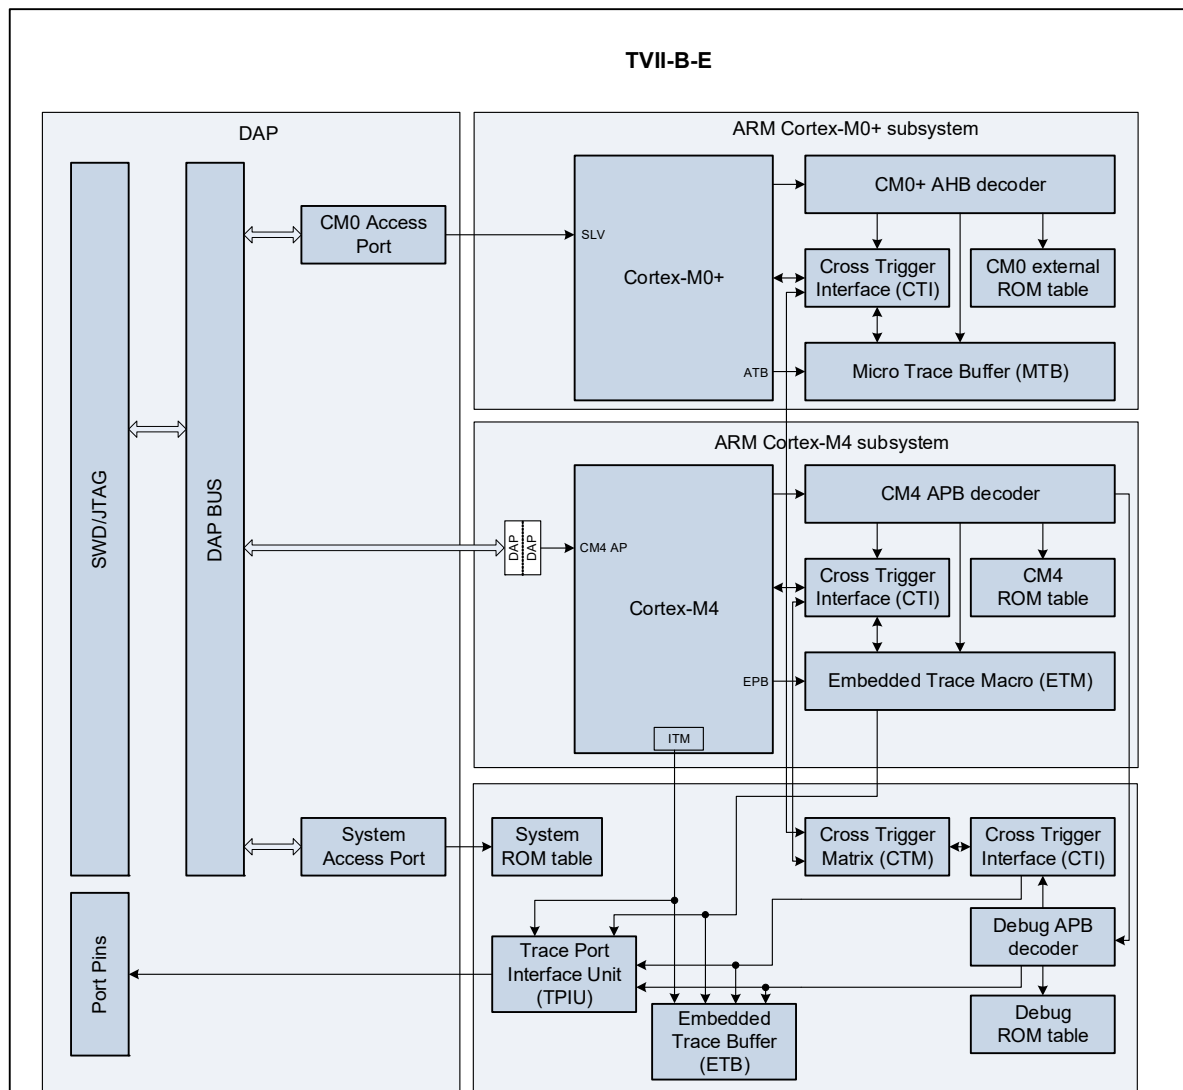 TVII-B-E
DAP
SWD/JTAG
DAP BUS
CM0 Access
Port
System
Access Port
Port Pins
ARM Cortex-M0+ subsystem
SLV
Cortex-M0+
ATB
CM0+ AHB decoder
Cross Trigger
Interface (CTI)
CM0 external
ROM table
Micro Trace Buffer (MTB)
ARM Cortex-M4 subsystem
DAP
DAP
CM4 AP
Cortex-M4
EPB
ITM
CM4 APB decoder
Cross Trigger
Interface (CTI)
CM4
ROM table
Embedded Trace Macro (ETM)
System
ROM table
Cross Trigger
Matrix (CTM)
Cross Trigger
Interface (CTI)
Trace Port
Interface Unit
(TPIU)
Debug APB
decoder
Embedded
Trace Buffer
(ETB)
Debug
ROM table